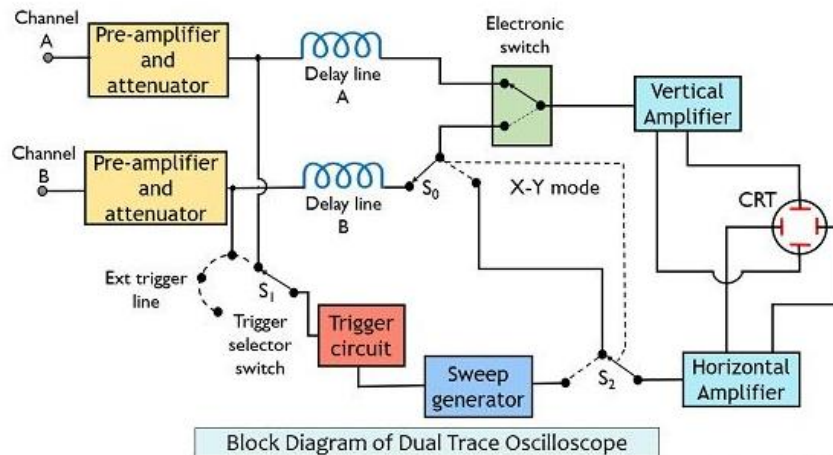 Channel
A
Pre-amplifier
and
attenuator
Delay line
A
Electronic
switch
Vertical
Amplifier
Channel
B
Pre-amplifier
and
attenuator
Delay line
B
S0
X-Y mode
CRT
Ext trigger
line
S1
Trigger
selector
switch
Trigger
circuit
Sweep
generator
S2
Horizontal
Amplifier
Block Diagram of Dual Trace Oscilloscope